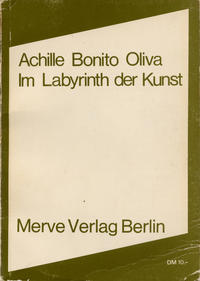 Achille Bonito Oliva
Im Labyrinth der Kunst
Merve Verlag Berlin
DM 10.-